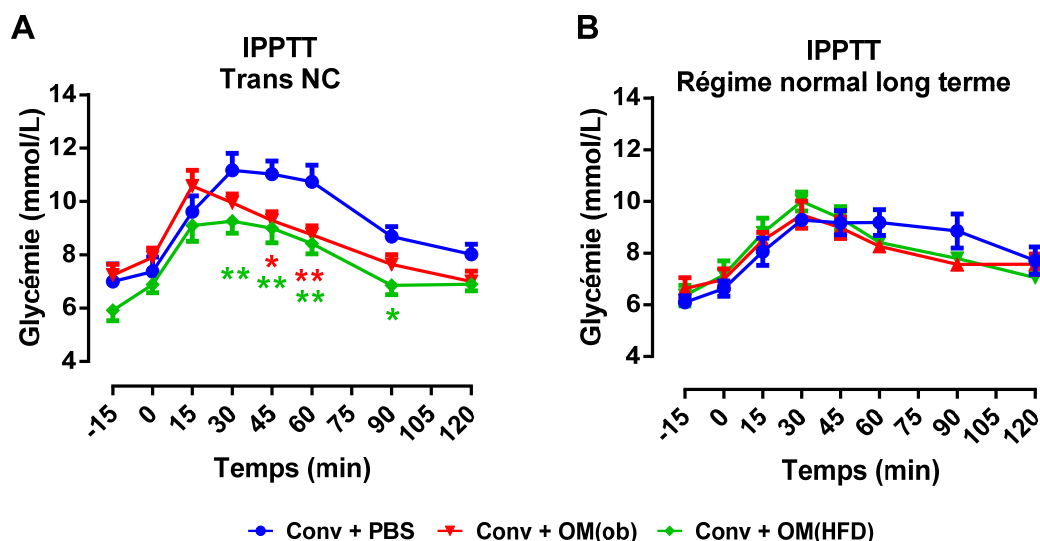 A
IPPTT
Trans NC
Glycémie (mmol/L)
14
12
10
8
6
4
*
**
**
**
**
*
-15 0 15 30 45 60 75 90 105 120
Temps (min)
B
IPPTT
Régime normal long terme
Glycémie (mmol/L)
14
12
10
8
6
4
-15 0 15 30 45 60 75 90 105 120
Temps (min)
Conv + PBS Conv + OM(ob) Conv + OM(HFD)